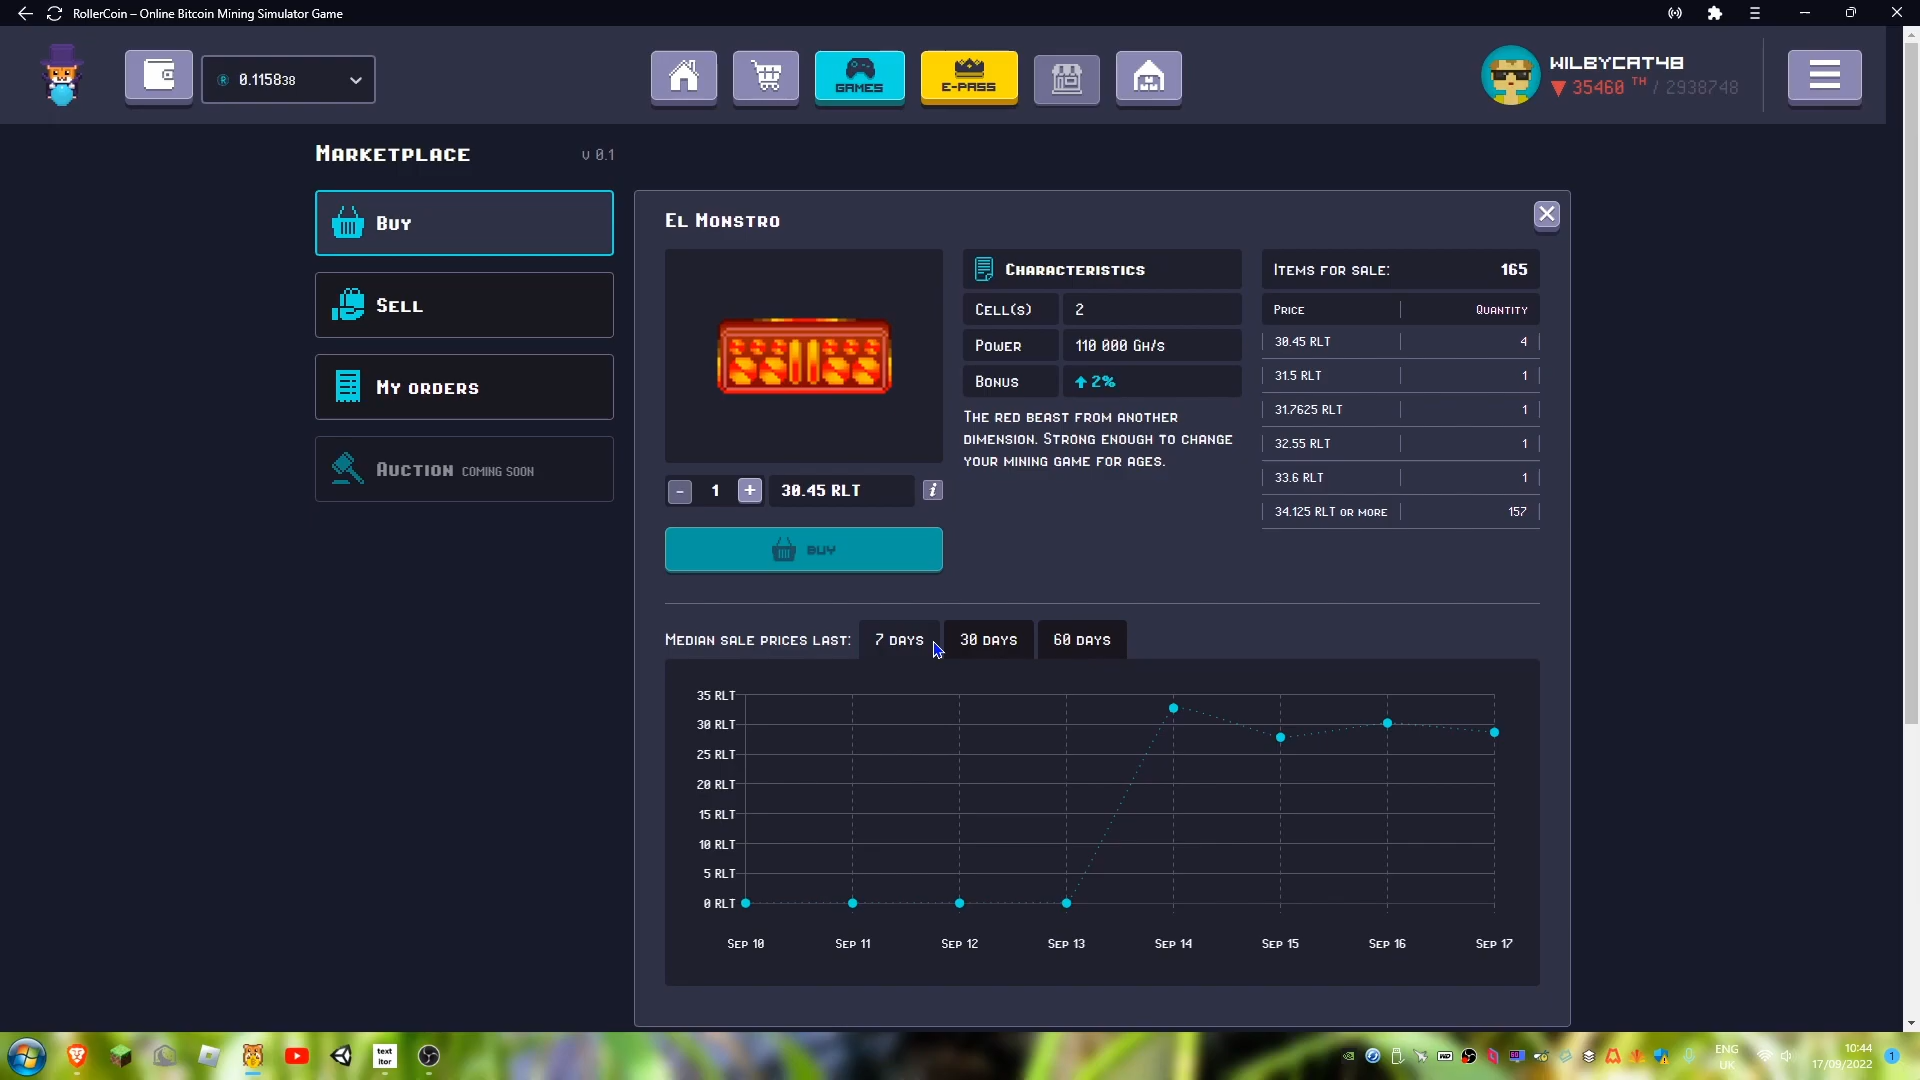 RollerCoin – Online Bitcoin Mining Simulator Game
0.115838
GAMES
E-PASS
WILBYCAT48
35460 TH / 2938748
Marketplace
v 0.1
Buy
Sell
My orders
Auction coming soon
El Monstro
Characteristics
Cell(s) 2
Power 110 000 Gh/s
Bonus 2%
The red beast from another
dimension. Strong enough to change
your mining game for ages.
Items for sale: 165
Price Quantity
30.45 RLT 4
31.5 RLT 1
31.7625 RLT 1
32.55 RLT 1
33.6 RLT 1
34.125 RLT or more 157
- 1 + 30.45 RLT i
Buy
Median sale prices last: 7 days 30 days 60 days
35 RLT
30 RLT
25 RLT
20 RLT
15 RLT
10 RLT
5 RLT
0 RLT
Sep 10 Sep 11 Sep 12 Sep 13 Sep 14 Sep 15 Sep 16 Sep 17
text
itor
ENG
UK
10:44
17/09/2022
1